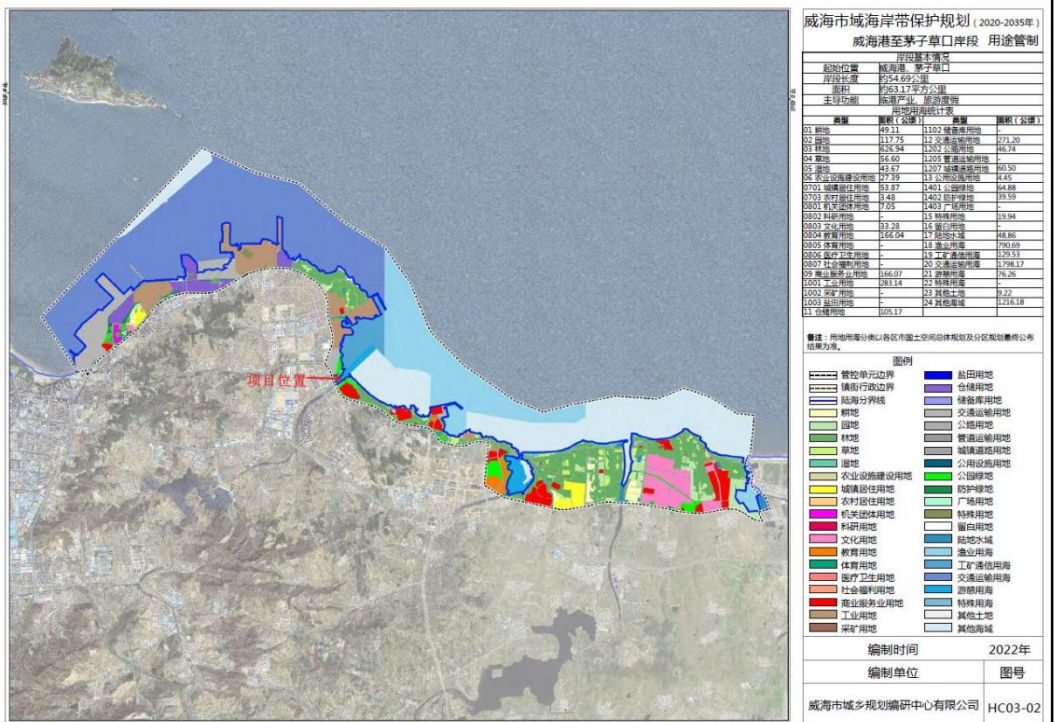 威海市域海岸带保护规划（2020-2035年）
威海港至茅子草口岸段 用途管制
岸段基本情况
起始位置 威海港、茅子草口
岸段长度 约54.69公里
面积 约63.17平方公里
主导功能 临港产业、旅游度假
用地用海统计表
类型 面积（公顷） 类型 面积（公顷）
01 耕地 49.11 1102 储备库用地 -
02 园地 117.75 12 交通运输用地 271.20
03 林地 626.94 1202 公路用地 46.74
04 草地 56.60 1205 管道运输用地 -
05 湿地 43.67 1207 城镇道路用地 60.50
06 农业设施建设用地 27.39 13 公用设施用地 4.45
0701 城镇居住用地 53.87 1401 公园绿地 64.88
0703 农村居住用地 3.48 1402 防护绿地 39.59
0801 机关团体用地 7.05 1403 广场用地 -
0802 科研用地 - 15 特殊用地 19.94
0803 文化用地 33.28 16 留白用地 -
0804 教育用地 166.04 17 陆地水域 48.86
0805 体育用地 - 18 渔业用海 790.69
0806 医疗卫生用地 - 19 工矿通信用海 129.53
0807 社会福利用地 - 20 交通运输用海 1798.17
09 商业服务业用地 166.07 21 游憩用海 76.26
1001 工业用地 283.14 22 特殊用海 -
1002 采矿用地 - 23 其他土地 9.22
1003 盐田用地 - 24 其他海域 1216.18
11 仓储用地 105.17
备注：用地用海分类以各区市国土空间总体规划及分区规划最终公布
结果为准。
图例
管控单元边界 盐田用地
镇街行政边界 仓储用地
陆海分界线 储备库用地
耕地 交通运输用地
园地 公路用地
林地 管道运输用地
草地 城镇道路用地
湿地 公用设施用地
农业设施建设用地 公园绿地
城镇居住用地 防护绿地
农村居住用地 广场用地
机关团体用地 特殊用地
科研用地 留白用地
文化用地 陆地水域
教育用地 渔业用海
体育用地 工矿通信用海
医疗卫生用地 交通运输用海
社会福利用地 游憩用海
商业服务业用地 特殊用海
工业用地 其他土地
采矿用地 其他海域
编制时间 2022年
编制单位 图号
威海市城乡规划编研中心有限公司 HC03-02
项目位置